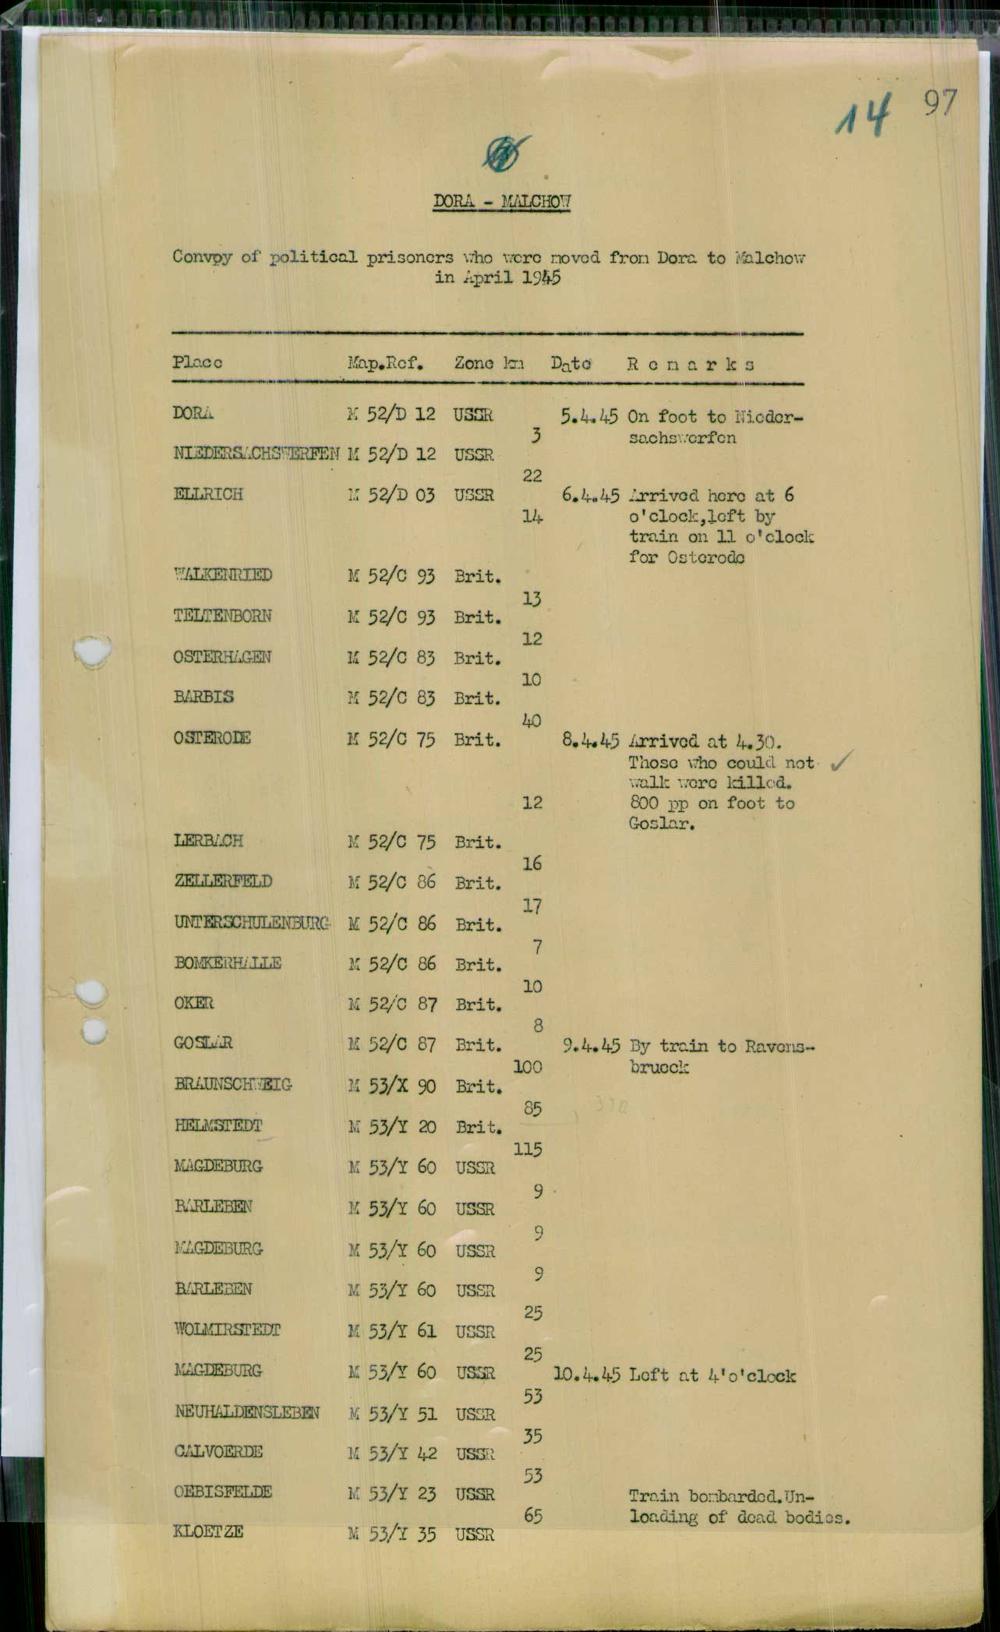 14 97
DORA - MALCHOW
Convpy of political prisoners who were moved from Dora to Malchow
in April 1945
Place Map.Ref. Zone km Date R e m a r k s
DORA M 52/D 12 USSR 5.4.45 On foot to Nieder-
3 sachswerfen
NIEDERSACHSWERFEN M 52/D 12 USSR
22
ELLRICH M 52/D 03 USSR 6.4.45 Arrived here at 6
14 o'clock,left by
train on 11 o'clock
for Osterode
WALKENRIED M 52/C 93 Brit.
13
TELTENBORN M 52/C 93 Brit.
12
OSTERHAGEN M 52/C 83 Brit.
10
BARBIS M 52/C 83 Brit.
40
OSTERODE M 52/C 75 Brit. 8.4.45 Arrived at 4.30.
Those who could not ✓
walk were killed.
12 800 pp on foot to
Goslar.
LERBACH M 52/C 75 Brit.
16
ZELLERFELD M 52/C 86 Brit.
17
UNTERSCHULENBURG M 52/C 86 Brit.
7
BOMKERHALLE M 52/C 86 Brit.
10
OKER M 52/C 87 Brit.
8
GOSLAR M 52/C 87 Brit. 9.4.45 By train to Ravens-
100 brueck
BRAUNSCHWEIG M 53/X 90 Brit.
85
HELMSTEDT M 53/Y 20 Brit.
115
MAGDEBURG M 53/Y 60 USSR
9
BARLEBEN M 53/Y 60 USSR
9
MAGDEBURG M 53/Y 60 USSR
9
BARLEBEN M 53/Y 60 USSR
25
WOLMIRSTEDT M 53/Y 61 USSR
25
MAGDEBURG M 53/Y 60 USSR 10.4.45 Left at 4'o'clock
53
NEUHALDENSLEBEN M 53/Y 51 USSR
35
CALVOERDE M 53/Y 42 USSR
53
OEBISFELDE M 53/Y 23 USSR Train bombarded.Un-
65 loading of dead bodies.
KLOETZE M 53/Y 35 USSR